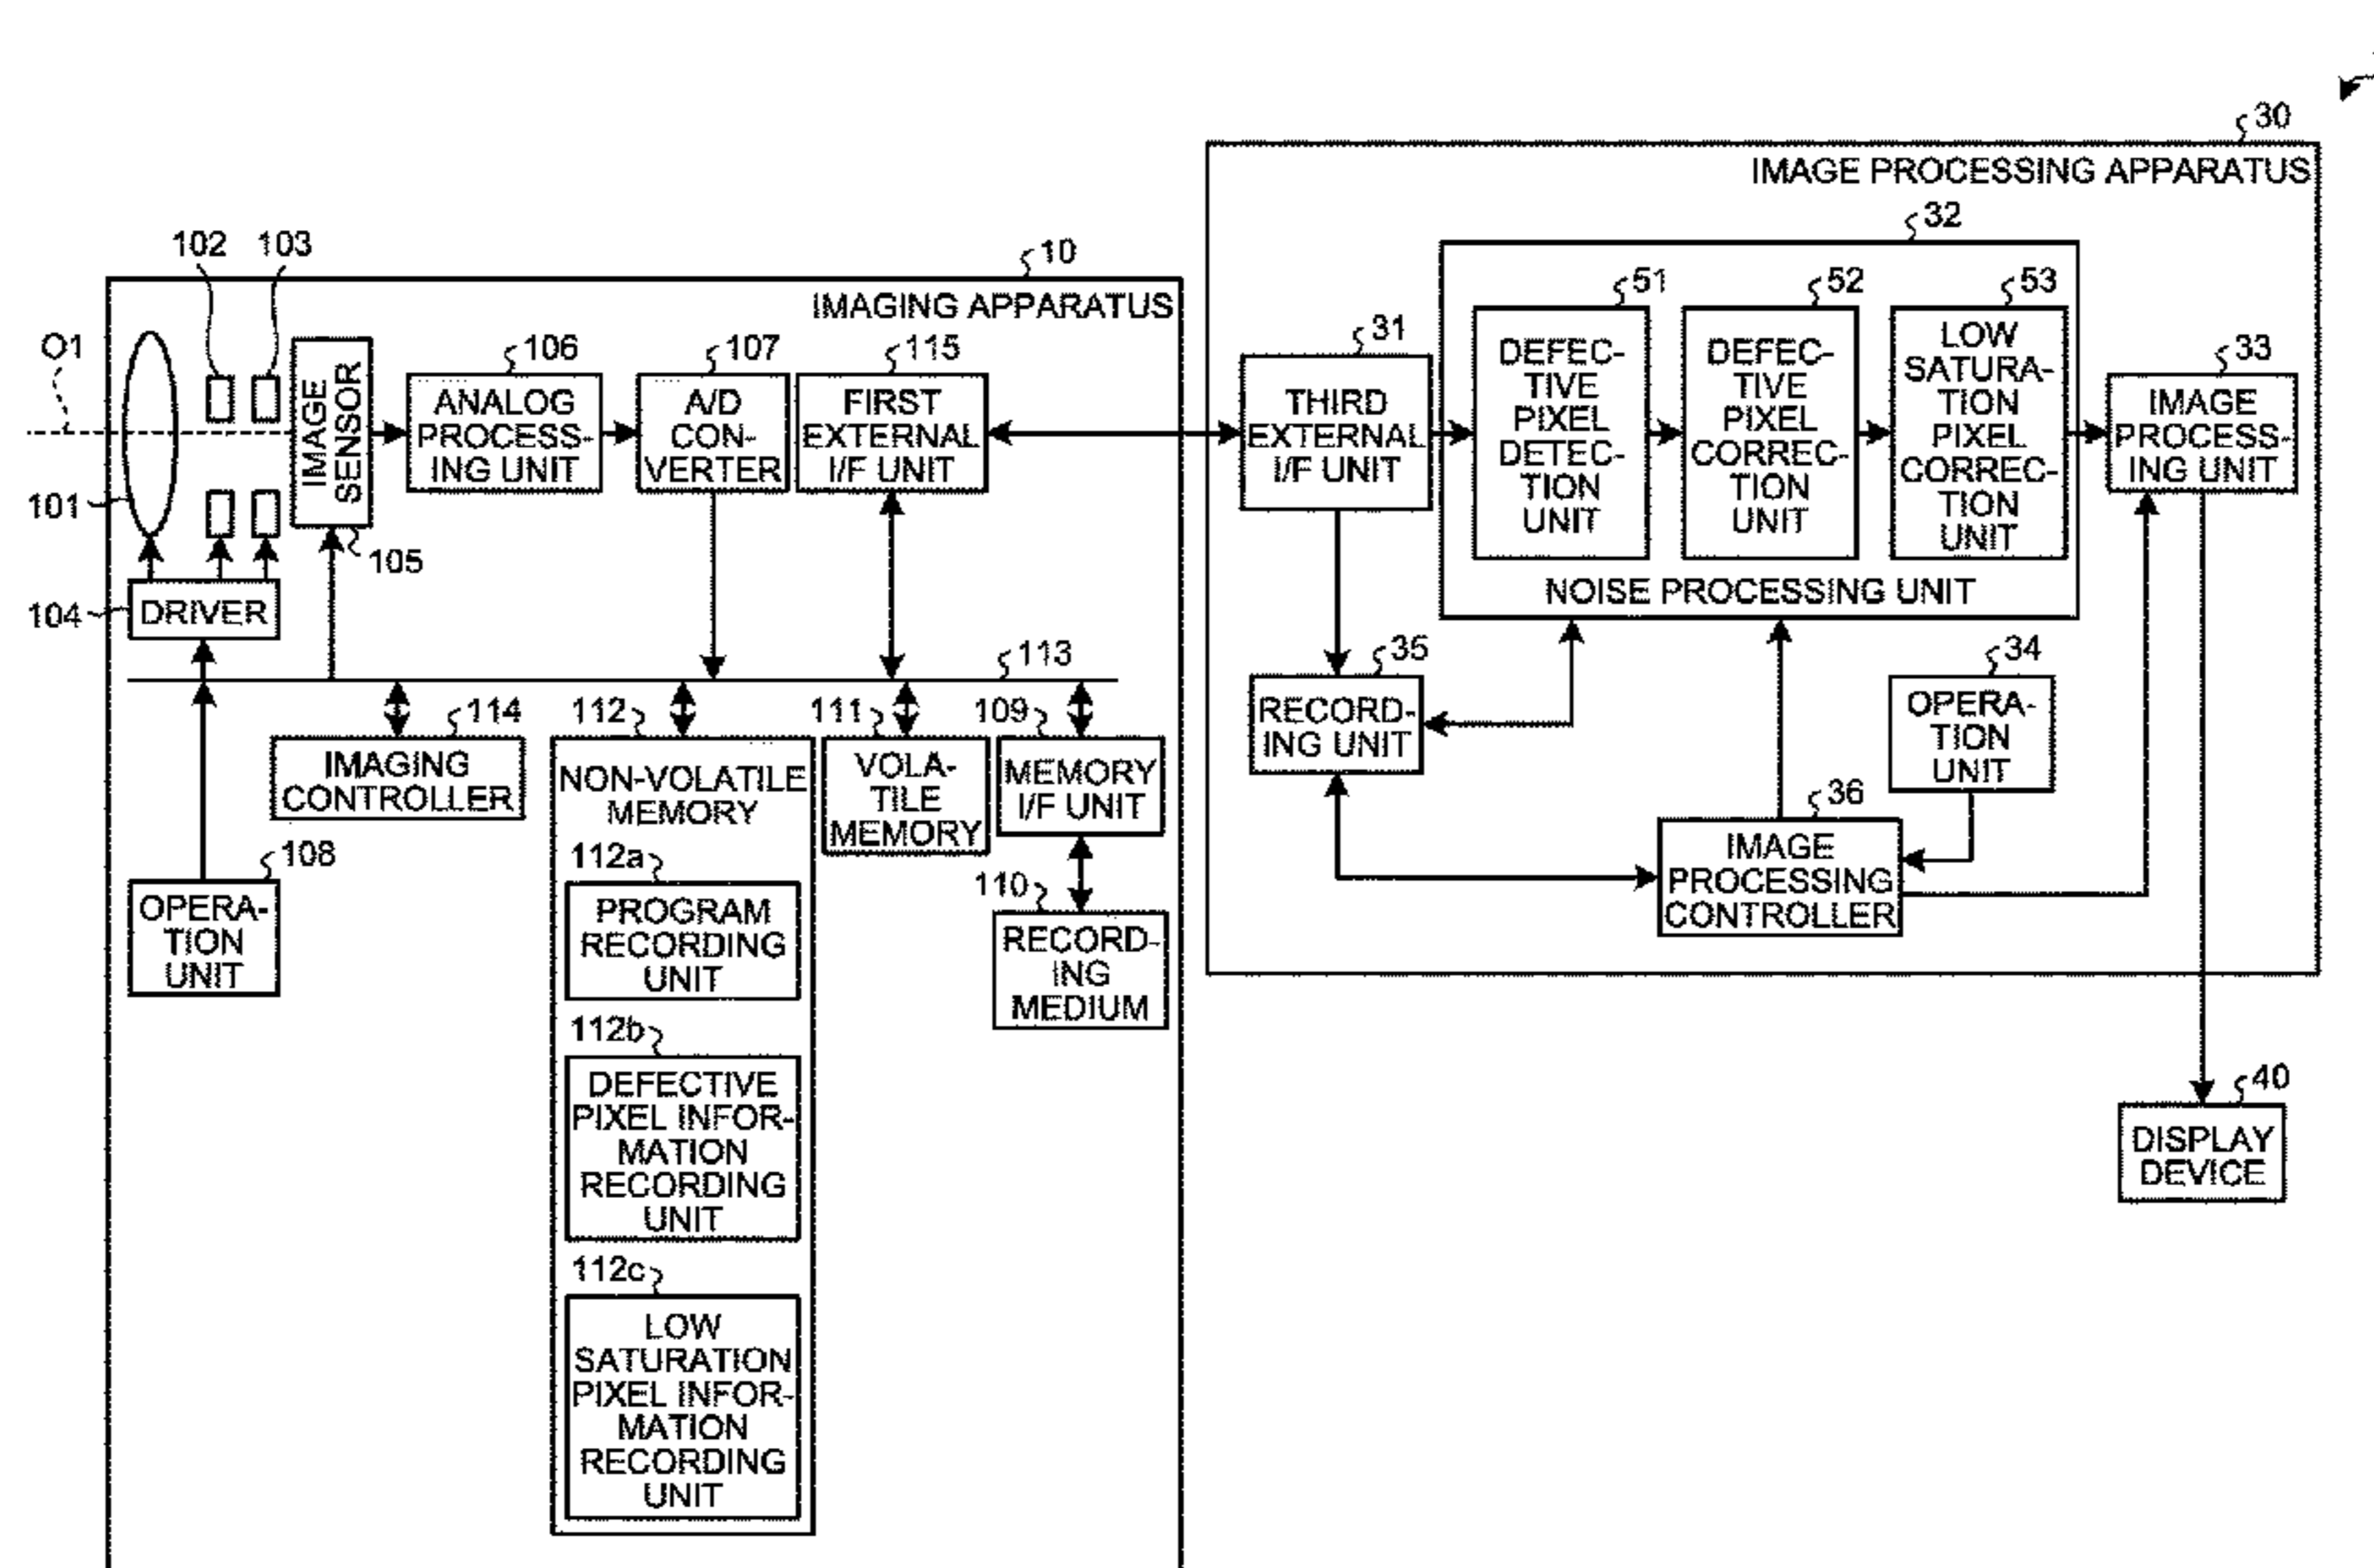 30
IMAGE PROCESSING APPARATUS
32
102 103
10
IMAGING APPARATUS
51
52
53
O1
106
107
115
31
33
IMAGE
SENSOR
ANALOG
PROCESS-
ING UNIT
A/D
CON-
VERTER
FIRST
EXTERNAL
I/F UNIT
THIRD
EXTERNAL
I/F UNIT
DEFEC-
TIVE
PIXEL
DETEC-
TION
UNIT
DEFEC-
TIVE
PIXEL
CORREC-
TION
UNIT
LOW
SATURA-
TION
PIXEL
CORREC-
TION
UNIT
IMAGE
PROCESS-
ING UNIT
101
105
NOISE PROCESSING UNIT
104
DRIVER
113
35
34
RECORD-
ING UNIT
OPERA-
TION
UNIT
114
112
111
109
IMAGING
CONTROLLER
NON-VOLATILE
MEMORY
VOLA-
TILE
MEMORY
MEMORY
I/F UNIT
36
IMAGE
PROCESSING
CONTROLLER
108
OPERA-
TION
UNIT
112a
PROGRAM
RECORDING
UNIT
110
RECORD-
ING
MEDIUM
112b
DEFECTIVE
PIXEL INFOR-
MATION
RECORDING
UNIT
40
DISPLAY
DEVICE
112c
LOW
SATURATION
PIXEL INFOR-
MATION
RECORDING
UNIT